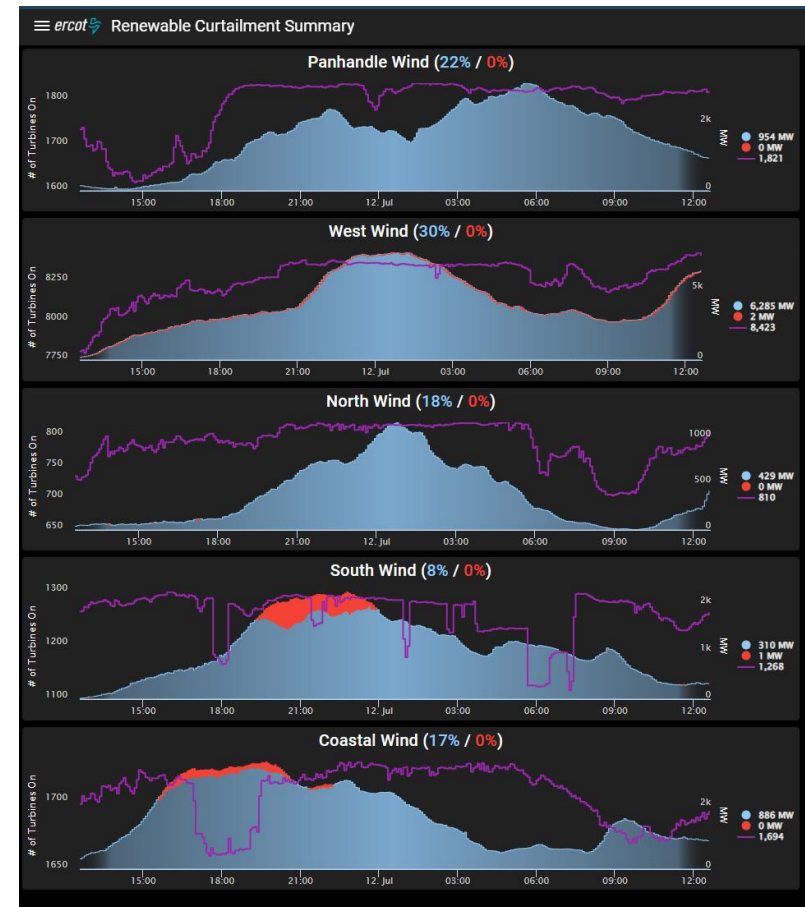 ercot Renewable Curtailment Summary
Panhandle Wind (22% / 0%)
# of Turbines On
1800
1700
1600
2k
0
MW
954 MW
0 MW
1,821
15:00 18:00 21:00 12. Jul 03:00 06:00 09:00 12:00
West Wind (30% / 0%)
# of Turbines On
8250
8000
7750
5k
0
MW
6,285 MW
2 MW
8,423
15:00 18:00 21:00 12. Jul 03:00 06:00 09:00 12:00
North Wind (18% / 0%)
# of Turbines On
800
750
700
650
1000
500
0
MW
429 MW
0 MW
810
15:00 18:00 21:00 12. Jul 03:00 06:00 09:00 12:00
South Wind (8% / 0%)
# of Turbines On
1300
1200
1100
2k
1k
0
MW
310 MW
1 MW
1,268
15:00 18:00 21:00 12. Jul 03:00 06:00 09:00 12:00
Coastal Wind (17% / 0%)
# of Turbines On
1700
1650
2k
0
MW
886 MW
0 MW
1,694
15:00 18:00 21:00 12. Jul 03:00 06:00 09:00 12:00